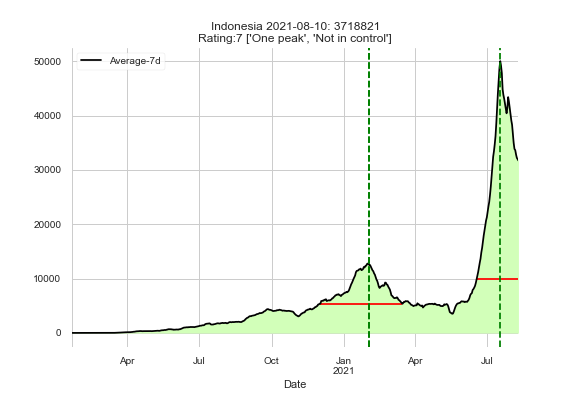 Indonesia 2021-08-10: 3718821
Rating:7 ['One peak', 'Not in control']
Average-7d
50000
40000
30000
20000
10000
0
Apr Jul Oct Jan Apr Jul
2021
Date